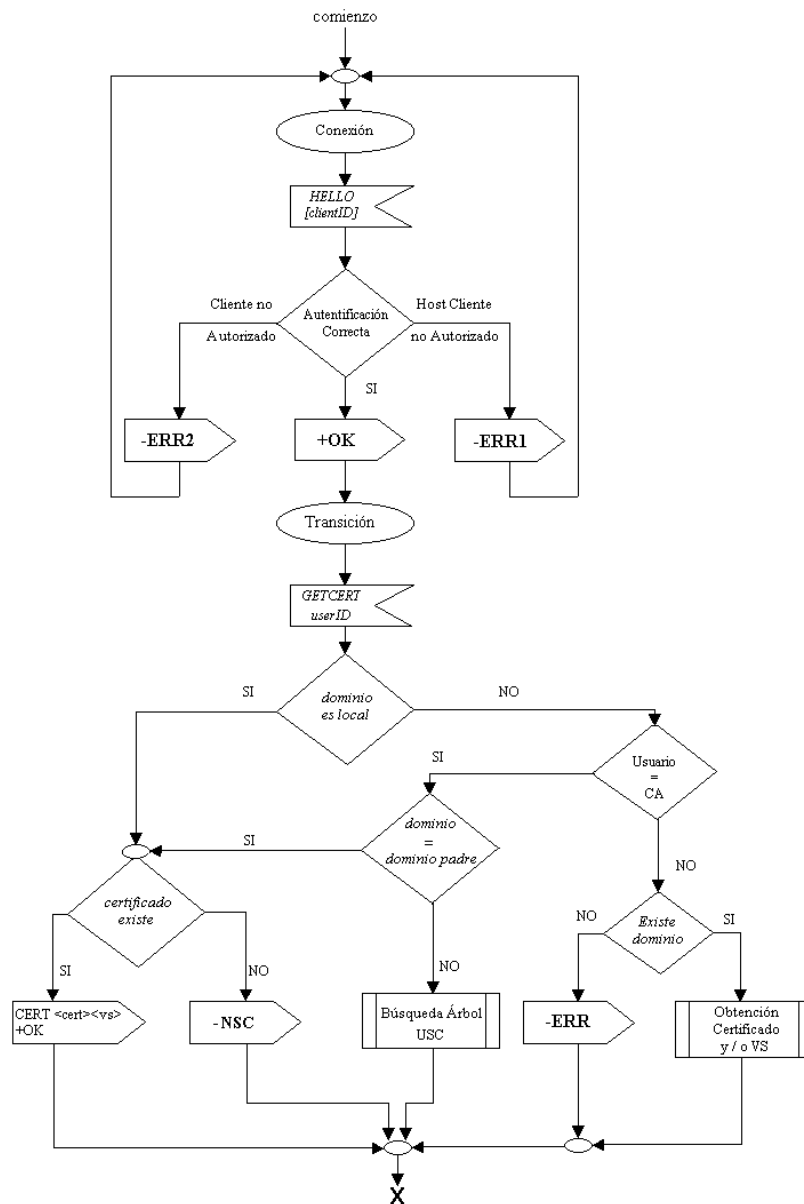 comienzo
Conexión
HELLO
[clientID]
Cliente no
Autorizado
Autentificación
Correcta
Host Cliente
no Autorizado
SI
-ERR2
+OK
-ERR1
Transición
GETCERT
userID
SI
dominio
es local
NO
Usuario
=
CA
SI
dominio
=
dominio padre
SI
NO
certificado
existe
NO
Existe
dominio
SI
SI
NO
NO
CERT <cert><vs>
+OK
-NSC
Búsqueda Árbol
USC
-ERR
Obtención
Certificado
y / o VS
X